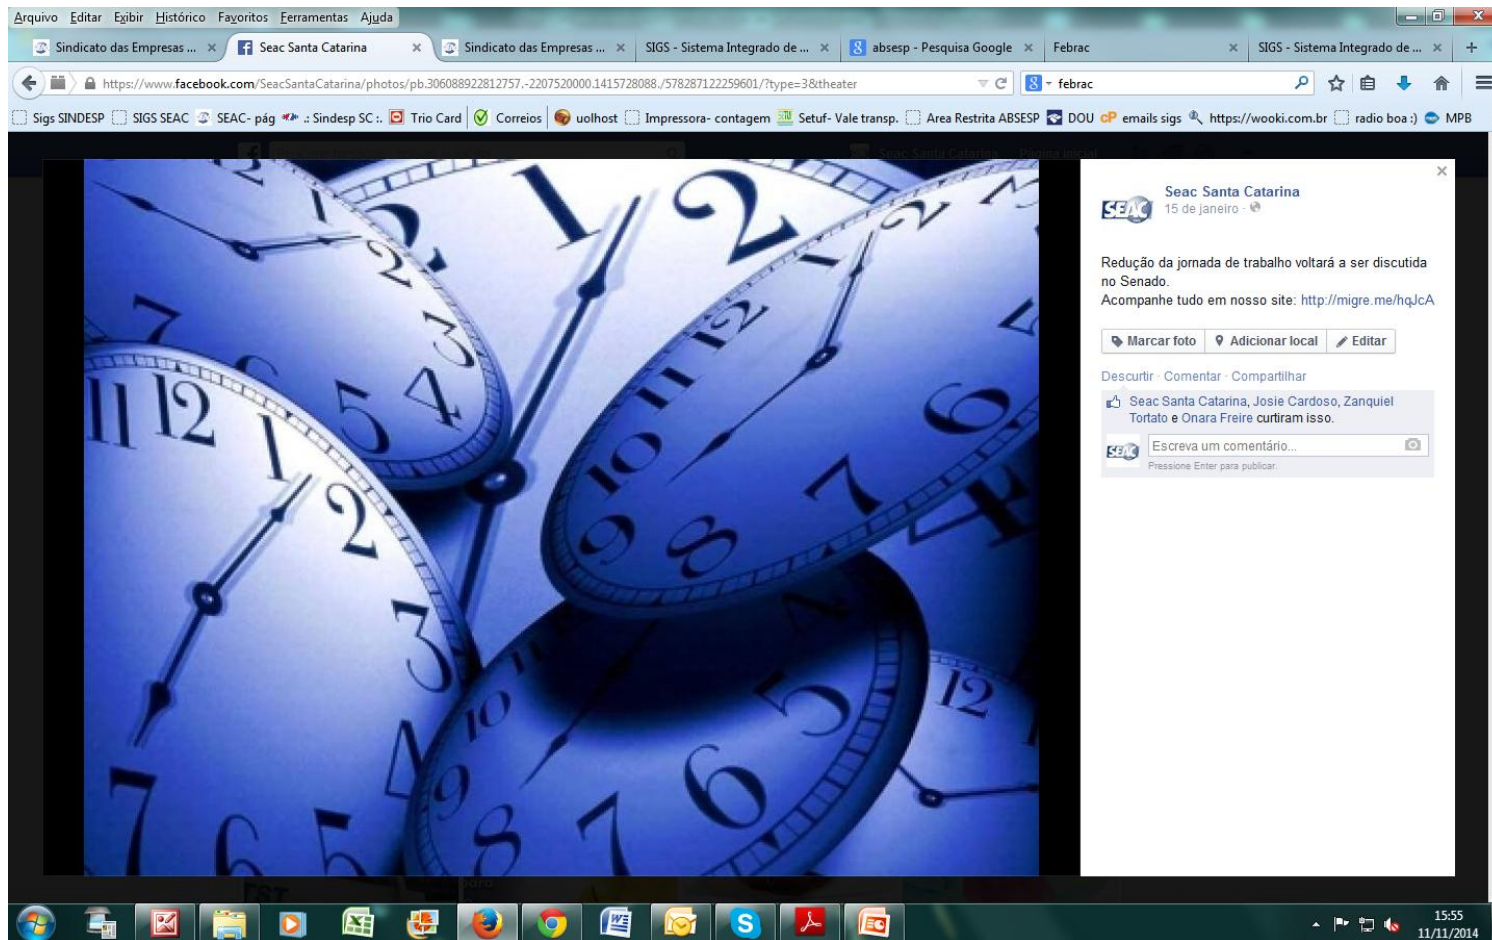 Arquivo Editar Exibir Histórico Favoritos Ferramentas Ajuda
Sindicato das Empresas ... × Seac Santa Catarina × Sindicato das Empresas ... × SIGS - Sistema Integrado de ... × absesp - Pesquisa Google × Febrac × SIGS - Sistema Integrado de ... × +
https://www.facebook.com/SeacSantaCatarina/photos/pb.306088922812757.-2207520000.1415728088./578287122259601/?type=3&theater febrac
Sigs SINDESP SIGS SEAC SEAC- pág .: Sindesp SC :. Trio Card Correios uolhost Impressora- contagem Setuf- Vale transp. Area Restrita ABSESP DOU emails sigs https://wooki.com.br radio boa :) MPB
Seac Santa Catarina Página inicial
Seac Santa Catarina
15 de janeiro ·
Redução da jornada de trabalho voltará a ser discutida
no Senado.
Acompanhe tudo em nosso site: http://migre.me/hqJcA
Marcar foto Adicionar local Editar
Descurtir · Comentar · Compartilhar
Seac Santa Catarina, Josie Cardoso, Zanquiel
Tortato e Onara Freire curtiram isso.
Escreva um comentário...
Pressione Enter para publicar.
15:55
11/11/2014